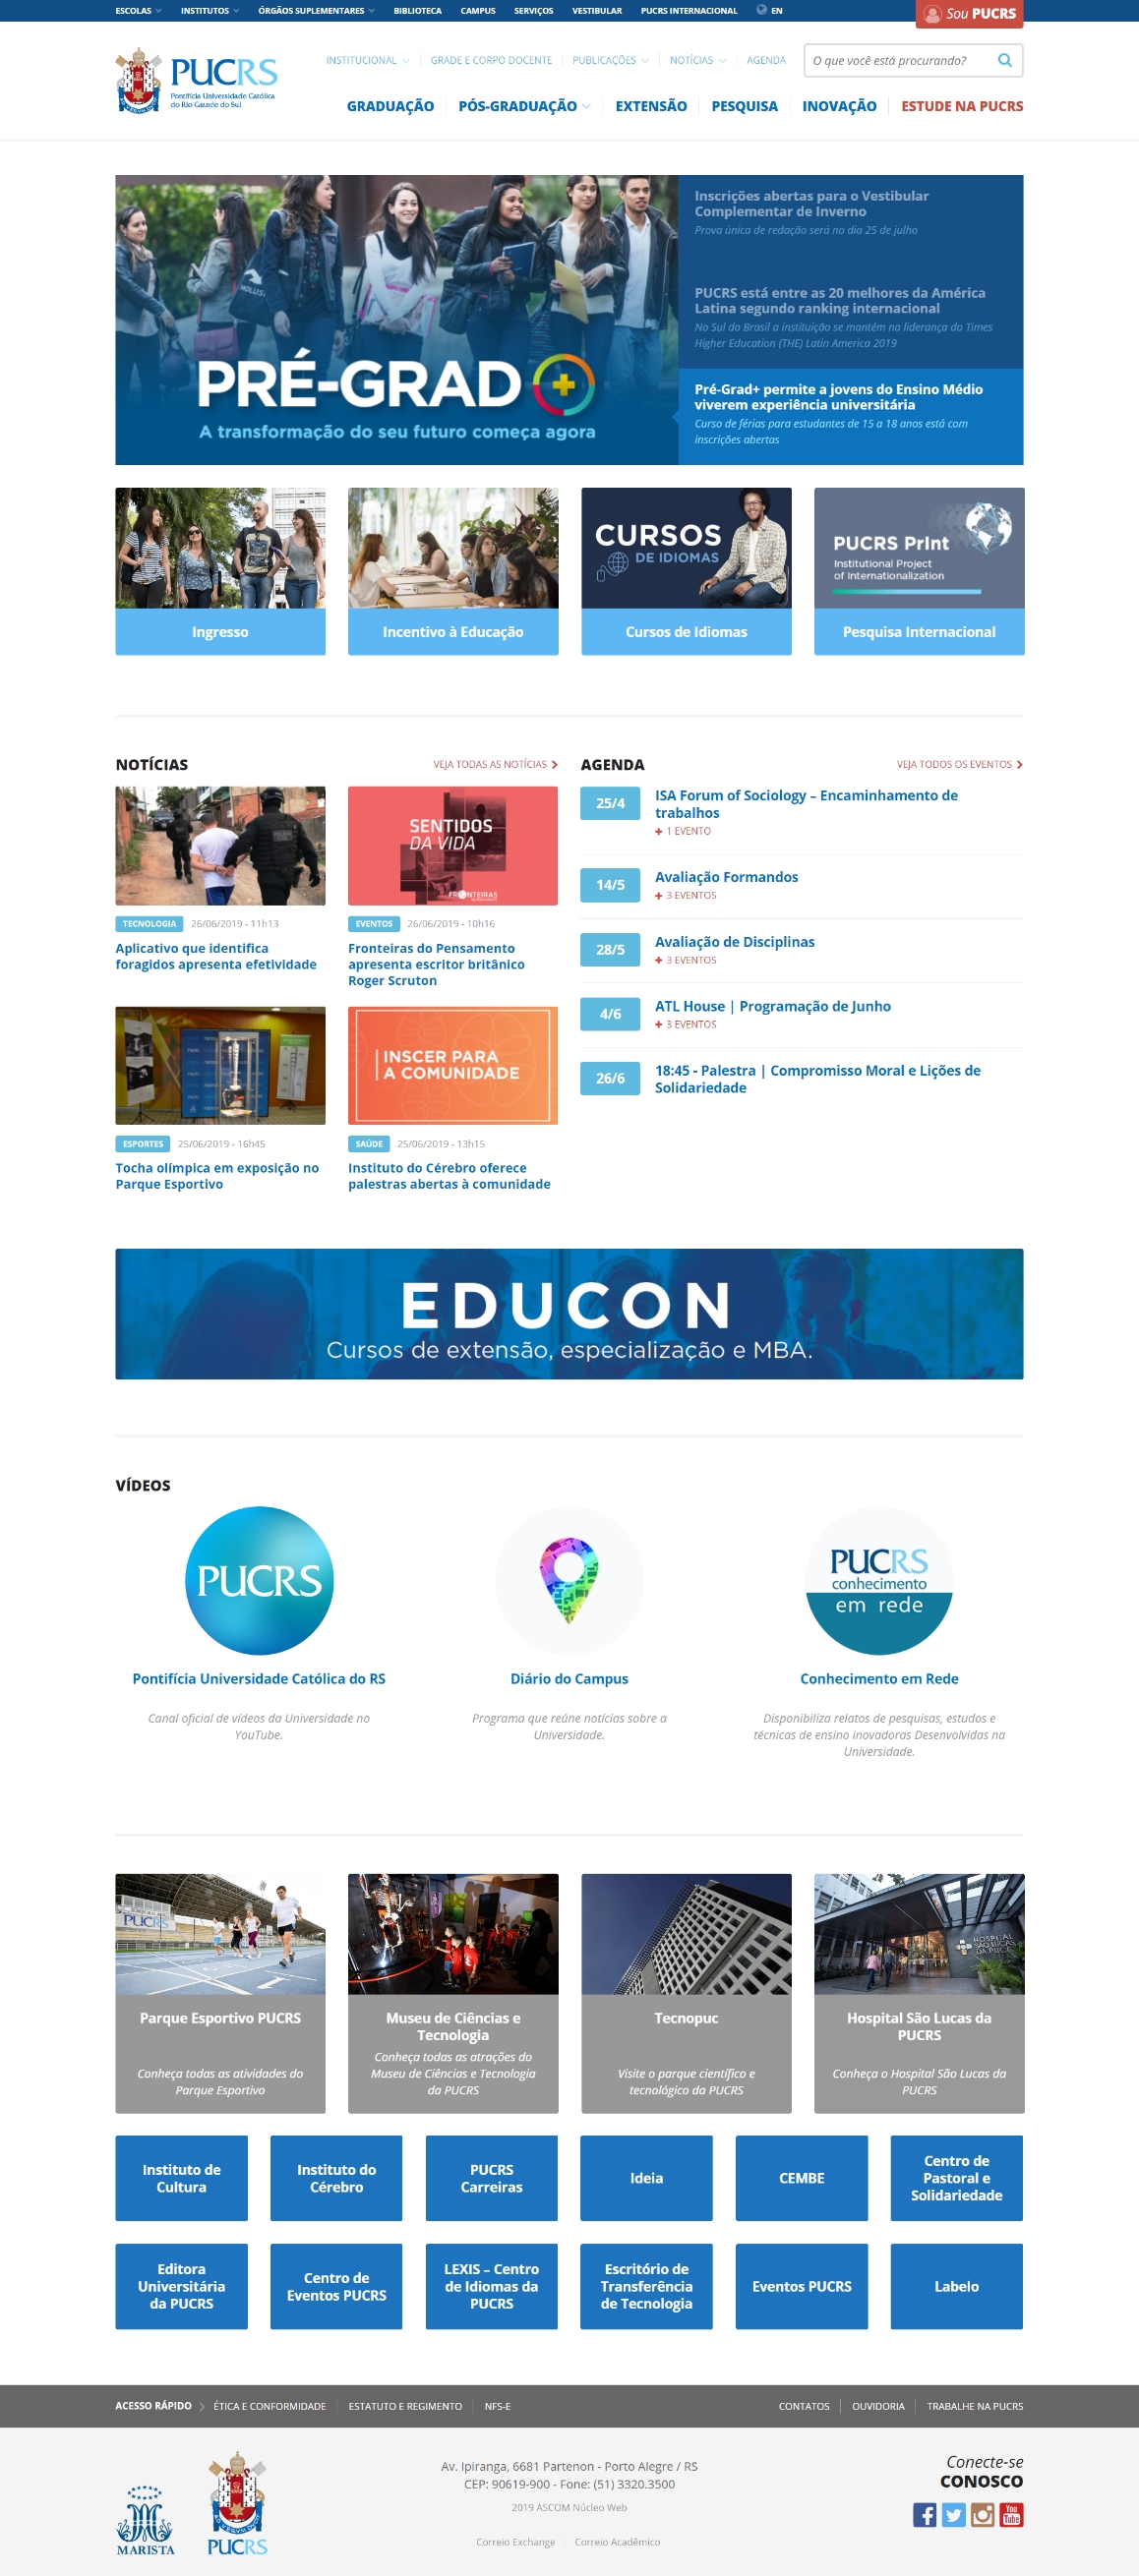 ESCOLAS INSTITUTOS ÓRGÃOS SUPLEMENTARES BIBLIOTECA CAMPUS SERVIÇOS VESTIBULAR PUCRS INTERNACIONAL EN
Sou PUCRS
PUCRS
Pontifícia Universidade Católica
do Rio Grande do Sul
INSTITUCIONAL GRADE E CORPO DOCENTE PUBLICAÇÕES NOTÍCIAS AGENDA
O que você está procurando?
GRADUAÇÃO PÓS-GRADUAÇÃO EXTENSÃO PESQUISA INOVAÇÃO ESTUDE NA PUCRS
HOLLIS
PRÉ-GRAD+
A transformação do seu futuro começa agora
Inscrições abertas para o Vestibular
Complementar de Inverno
Prova única de redação será no dia 25 de julho
PUCRS está entre as 20 melhores da América
Latina segundo ranking internacional
No Sul do Brasil a instituição se mantém na liderança do Times
Higher Education (THE) Latin America 2019
Pré-Grad+ permite a jovens do Ensino Médio
viverem experiência universitária
Curso de férias para estudantes de 15 a 18 anos está com
inscrições abertas
CURSOS
DE IDIOMAS
PUCRS PrInt
Institutional Project
of Internationalization
Ingresso
Incentivo à Educação
Cursos de Idiomas
Pesquisa Internacional
NOTÍCIAS
VEJA TODAS AS NOTÍCIAS
SENTIDOS
DA VIDA
FRONTEIRAS
TECNOLOGIA 26/06/2019 - 11h13
Aplicativo que identifica
foragidos apresenta efetividade
EVENTOS 26/06/2019 - 10h16
Fronteiras do Pensamento
apresenta escritor britânico
Roger Scruton
INSCER PARA
A COMUNIDADE
ESPORTES 25/06/2019 - 16h45
Tocha olímpica em exposição no
Parque Esportivo
SAÚDE 25/06/2019 - 13h15
Instituto do Cérebro oferece
palestras abertas à comunidade
AGENDA
VEJA TODOS OS EVENTOS
25/4
ISA Forum of Sociology – Encaminhamento de
trabalhos
+ 1 EVENTO
14/5
Avaliação Formandos
+ 3 EVENTOS
28/5
Avaliação de Disciplinas
+ 3 EVENTOS
4/6
ATL House | Programação de Junho
+ 3 EVENTOS
26/6
18:45 - Palestra | Compromisso Moral e Lições de
Solidariedade
EDUCON
Cursos de extensão, especialização e MBA.
VÍDEOS
PUCRS
PUCRS
conhecimento
em rede
Pontifícia Universidade Católica do RS
Canal oficial de vídeos da Universidade no
YouTube.
Diário do Campus
Programa que reúne notícias sobre a
Universidade.
Conhecimento em Rede
Disponibiliza relatos de pesquisas, estudos e
técnicas de ensino inovadoras Desenvolvidas na
Universidade.
PUCRS
HOSPITAL
SÃO LUCAS
DA PUCRS
Parque Esportivo PUCRS
Conheça todas as atividades do
Parque Esportivo
Museu de Ciências e
Tecnologia
Conheça todas as atrações do
Museu de Ciências e Tecnologia
da PUCRS
Tecnopuc
Visite o parque científico e
tecnológico da PUCRS
Hospital São Lucas da
PUCRS
Conheça o Hospital São Lucas da
PUCRS
Instituto de
Cultura
Instituto do
Cérebro
PUCRS
Carreiras
Ideia
CEMBE
Centro de
Pastoral e
Solidariedade
Editora
Universitária
da PUCRS
Centro de
Eventos PUCRS
LEXIS – Centro
de Idiomas da
PUCRS
Escritório de
Transferência
de Tecnologia
Eventos PUCRS
Labelo
ACESSO RÁPIDO ÉTICA E CONFORMIDADE ESTATUTO E REGIMENTO NFS-E CONTATOS OUVIDORIA TRABALHE NA PUCRS
MARISTA
PUCRS
Av. Ipiranga, 6681 Partenon - Porto Alegre / RS
CEP: 90619-900 - Fone: (51) 3320.3500
2019 ASCOM Núcleo Web
Correio Exchange Correio Acadêmico
Conecte-se
CONOSCO
You
Tube